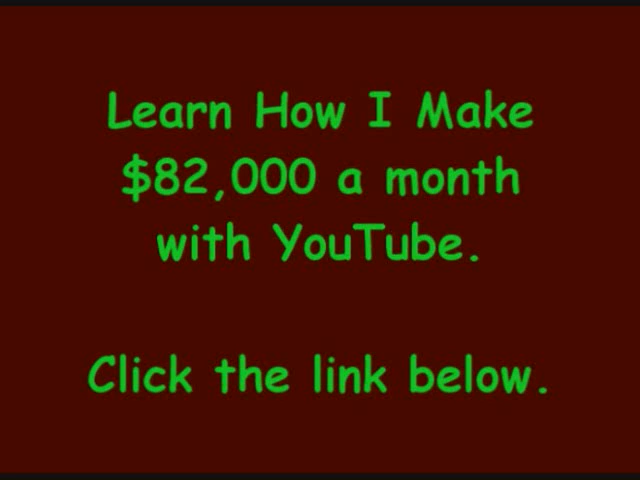 Learn How I Make
$82,000 a month
with YouTube.
Click the link below.